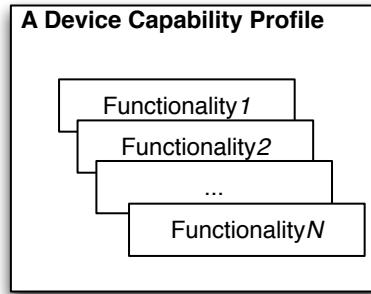 A Device Capability Profile
Functionality1
Functionality2
...
FunctionalityN